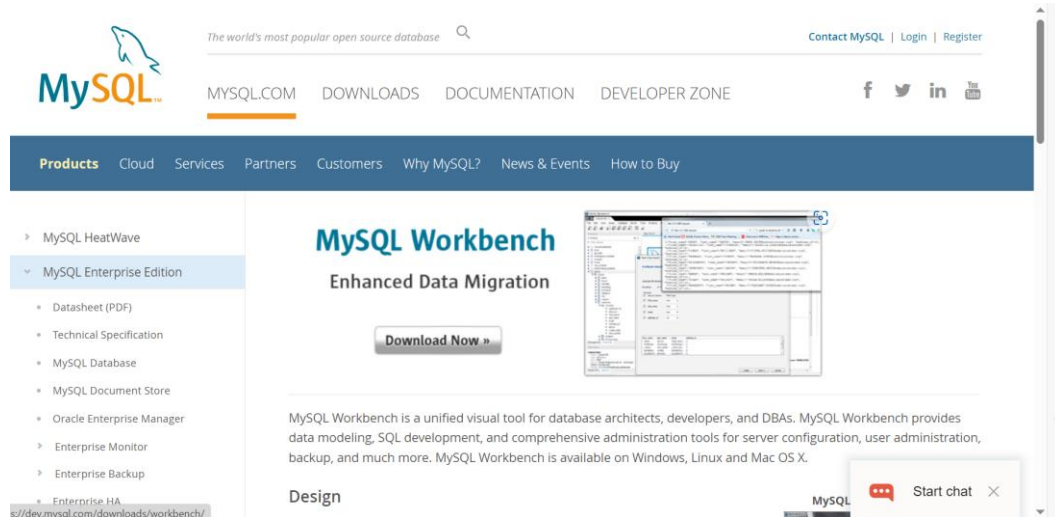 The world's most popular open source database
Contact MySQL | Login | Register
MySQL™
MYSQL.COM DOWNLOADS DOCUMENTATION DEVELOPER ZONE
f in You Tube
Products Cloud Services Partners Customers Why MySQL? News & Events How to Buy
MySQL HeatWave
MySQL Enterprise Edition
Datasheet (PDF)
Technical Specification
MySQL Database
MySQL Document Store
Oracle Enterprise Manager
Enterprise Monitor
Enterprise Backup
Enterprise HA
s://dev.mysql.com/downloads/workbench/
MySQL Workbench
Enhanced Data Migration
Download Now »
MySQL Workbench is a unified visual tool for database architects, developers, and DBAs. MySQL Workbench provides
data modeling, SQL development, and comprehensive administration tools for server configuration, user administration,
backup, and much more. MySQL Workbench is available on Windows, Linux and Mac OS X.
Design
MySQL
Start chat